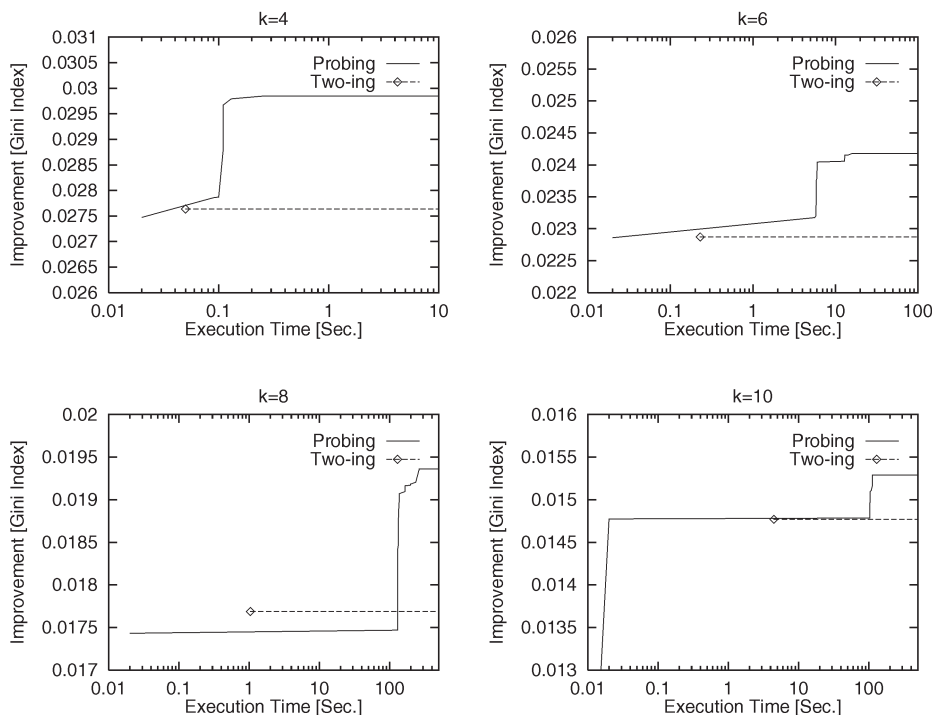 k=4
Improvement [Gini Index]
0.031
0.0305
0.03
0.0295
0.029
0.0285
0.028
0.0275
0.027
0.0265
0.026
Probing
Two-ing
0.01 0.1 1 10
Execution Time [Sec.]
k=6
Improvement [Gini Index]
0.026
0.0255
0.025
0.0245
0.024
0.0235
0.023
0.0225
0.022
Probing
Two-ing
0.01 0.1 1 10 100
Execution Time [Sec.]
k=8
Improvement [Gini Index]
0.02
0.0195
0.019
0.0185
0.018
0.0175
0.017
Probing
Two-ing
0.01 0.1 1 10 100
Execution Time [Sec.]
k=10
Improvement [Gini Index]
0.016
0.0155
0.015
0.0145
0.014
0.0135
0.013
Probing
Two-ing
0.01 0.1 1 10 100
Execution Time [Sec.]